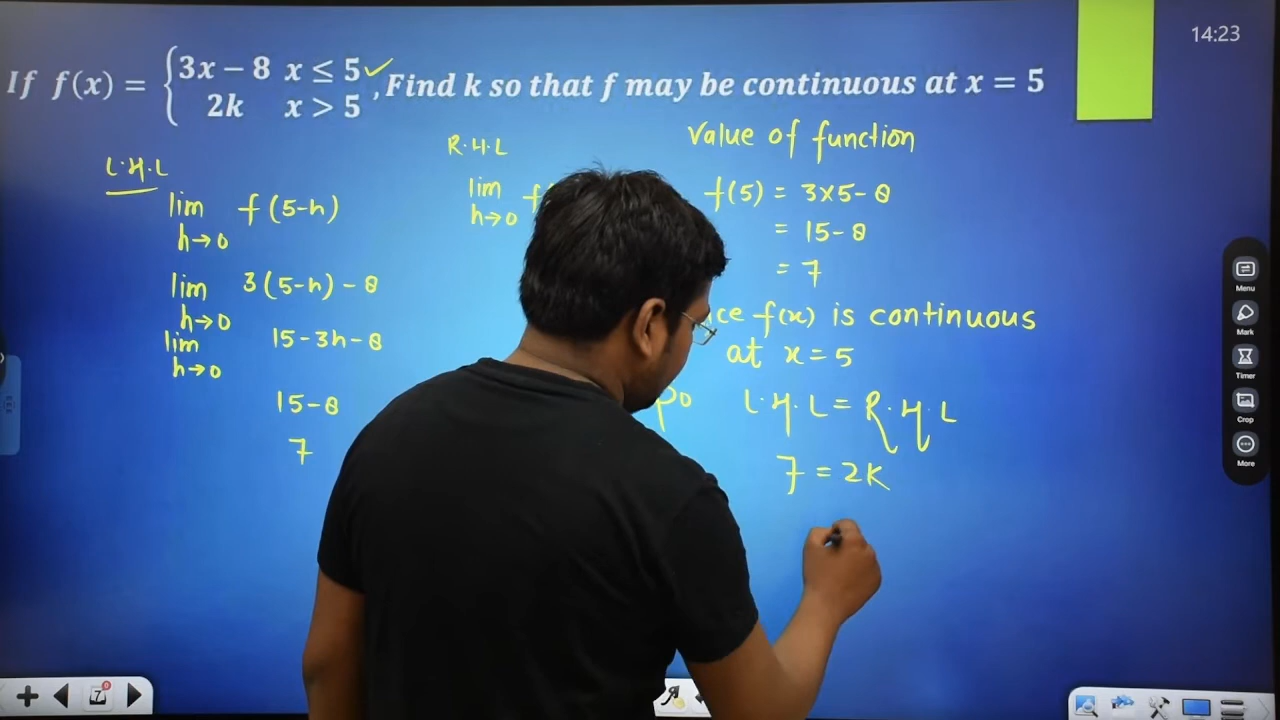 14:23
If f(x) = {3x − 8 x ≤ 5 ✓
2k x > 5
,Find k so that f may be continuous at x = 5
L.H.L
lim f(5-h)
h→0
lim 3(5-h) - 8
h→0
lim 15-3h-8
h→0
15-8
7
R.H.L
lim
h→0
Value of function
f(5) = 3x5-8
= 15-8
= 7
f(x) is continuous
at x = 5
L.H.L = R.H.L
7 = 2K
Menu
Mark
Timer
Crop
More
7